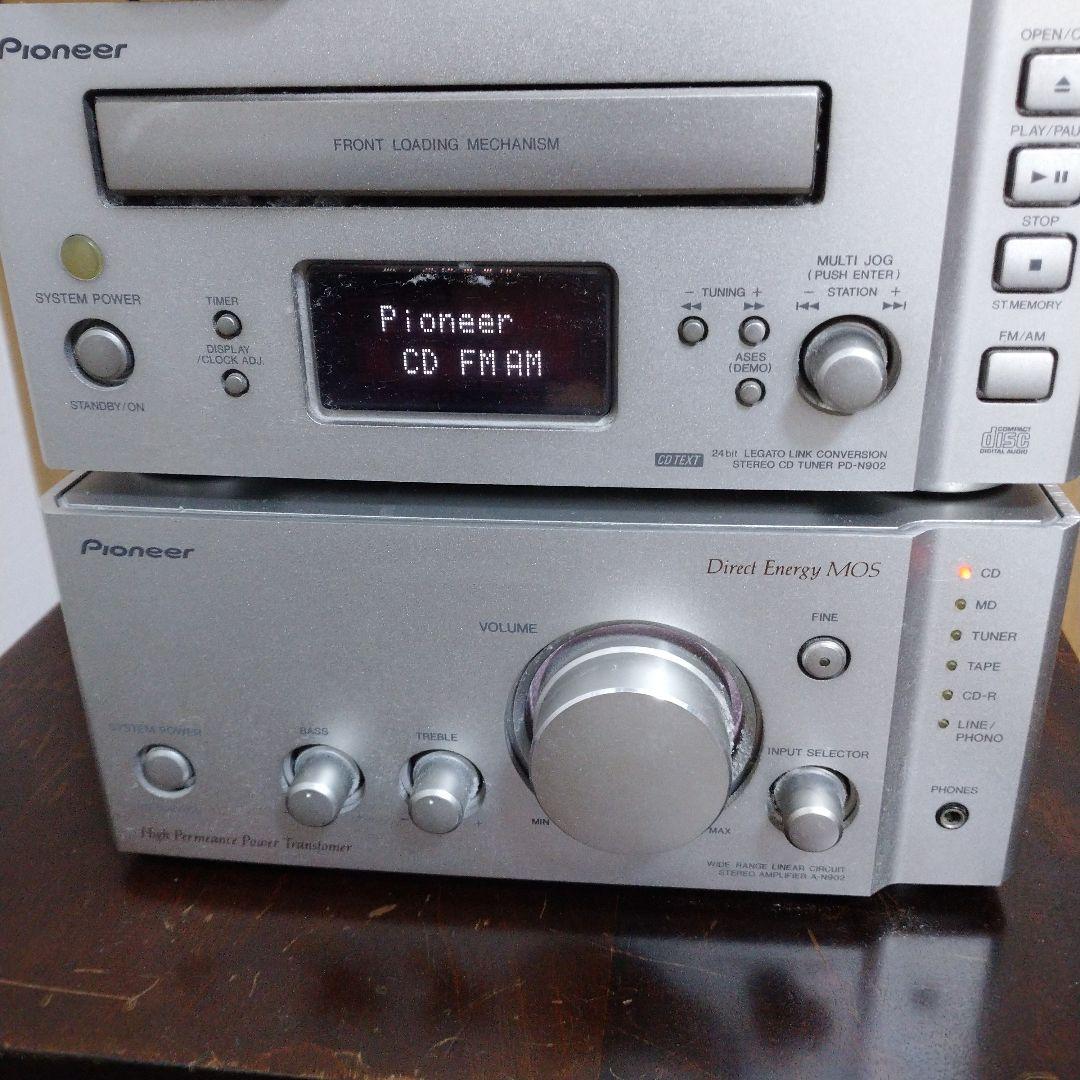 Pioneer
OPEN/C
FRONT LOADING MECHANISM
PLAY/PAU
STOP
SYSTEM POWER
STANDBY/ON
TIMER
DISPLAY
/CLOCK ADJ.
Pioneer
CD FM AM
− TUNING +
ASES
(DEMO)
MULTI JOG
(PUSH ENTER)
− STATION +
ST.MEMORY
FM/AM
COMPACT
disc
DIGITAL AUDIO
CD TEXT
24bit LEGATO LINK CONVERSION
STEREO CD TUNER PD-N902
Pioneer
Direct Energy MOS
VOLUME
FINE
CD
MD
TUNER
TAPE
CD-R
LINE/
PHONO
SYSTEM POWER
BASS
TREBLE
− +
INPUT SELECTOR
PHONES
MIN
MAX
High Permeance Power Transfomer
WIDE RANGE LINEAR CIRCUIT
STEREO AMPLIFIER A-N902